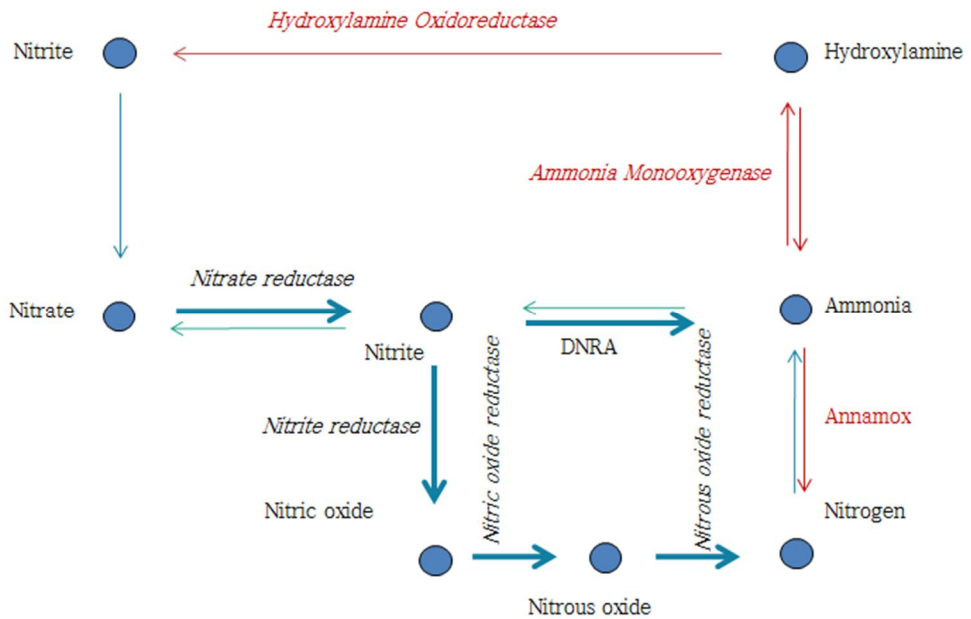 Hydroxylamine Oxidoreductase
Nitrite
Hydroxylamine
Ammonia Monooxygenase
Nitrate reductase
Nitrate
Ammonia
Nitrite
DNRA
Nitrite reductase
Nitric oxide reductase
Nitrous oxide reductase
Annamox
Nitric oxide
Nitrogen
Nitrous oxide